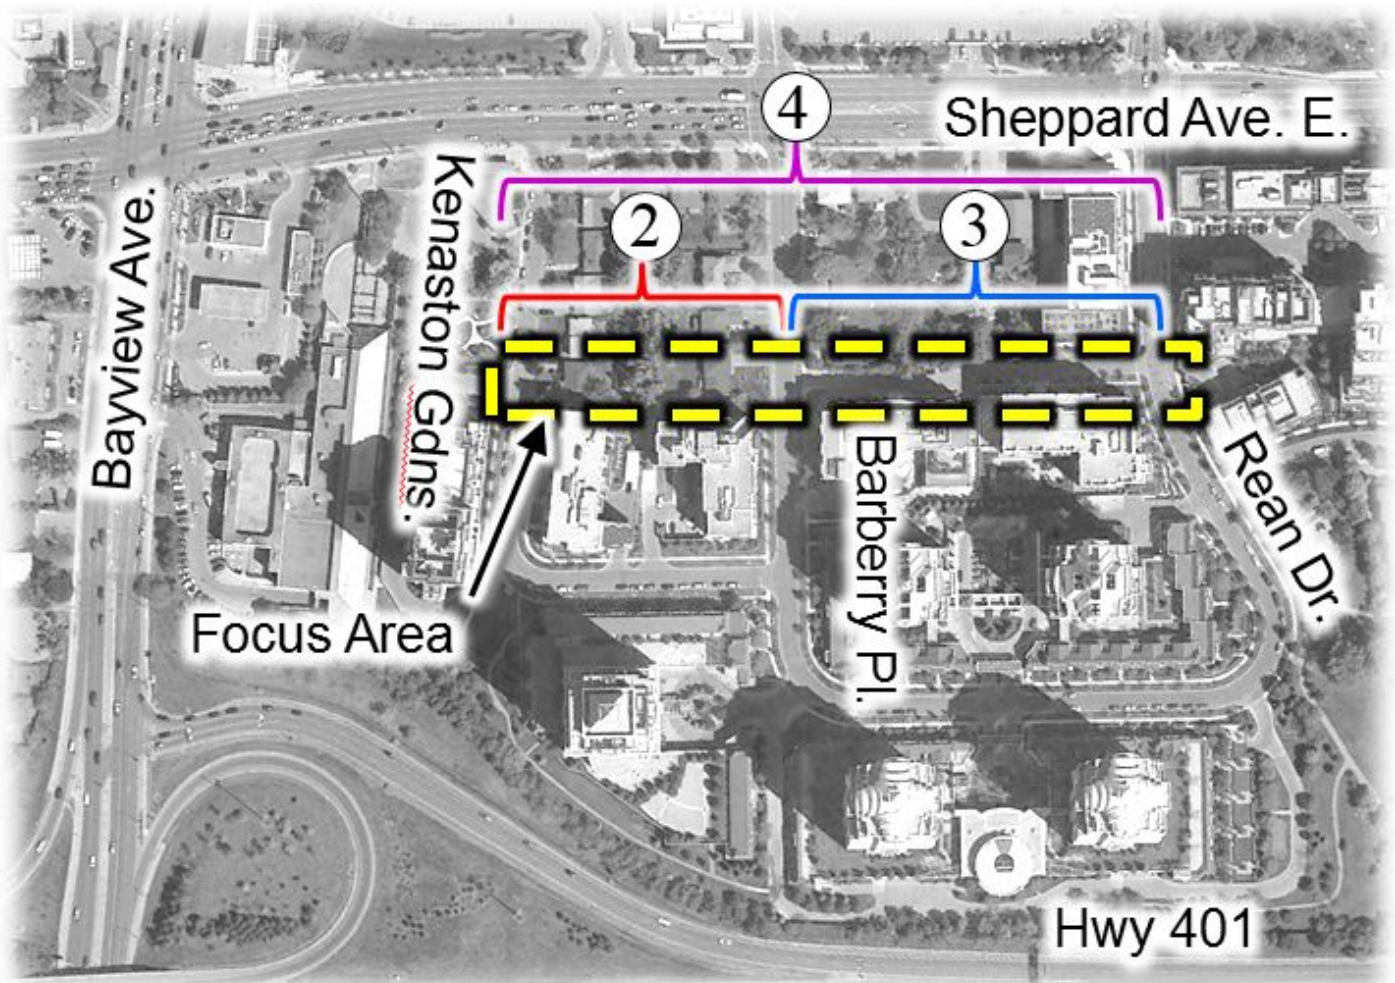 4
Sheppard Ave. E.
Kenaston Gdns.
Bayview Ave.
2
3
Barberry Pl.
Rean Dr.
Focus Area
Hwy 401